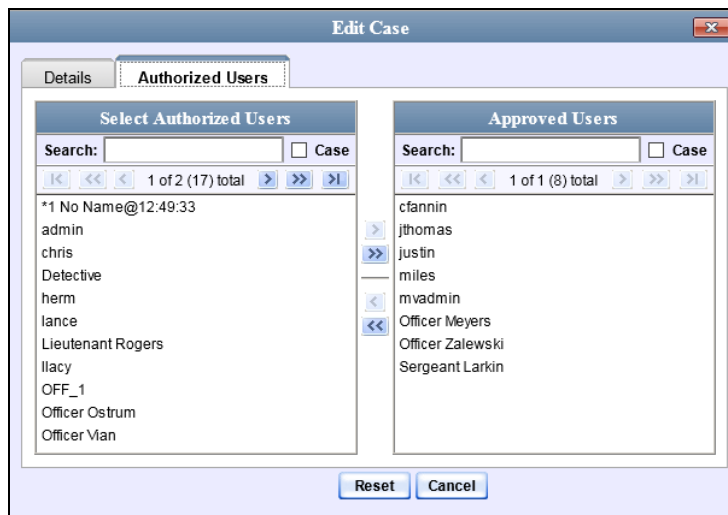 Edit Case
Details
Authorized Users
Select Authorized Users
Search:
Case
1 of 2 (17) total
*1 No Name@12:49:33
admin
chris
Detective
herm
lance
Lieutenant Rogers
llacy
OFF_1
Officer Ostrum
Officer Vian
Approved Users
Search:
Case
1 of 1 (8) total
cfannin
jthomas
justin
miles
mvadmin
Officer Meyers
Officer Zalewski
Sergeant Larkin
Reset
Cancel